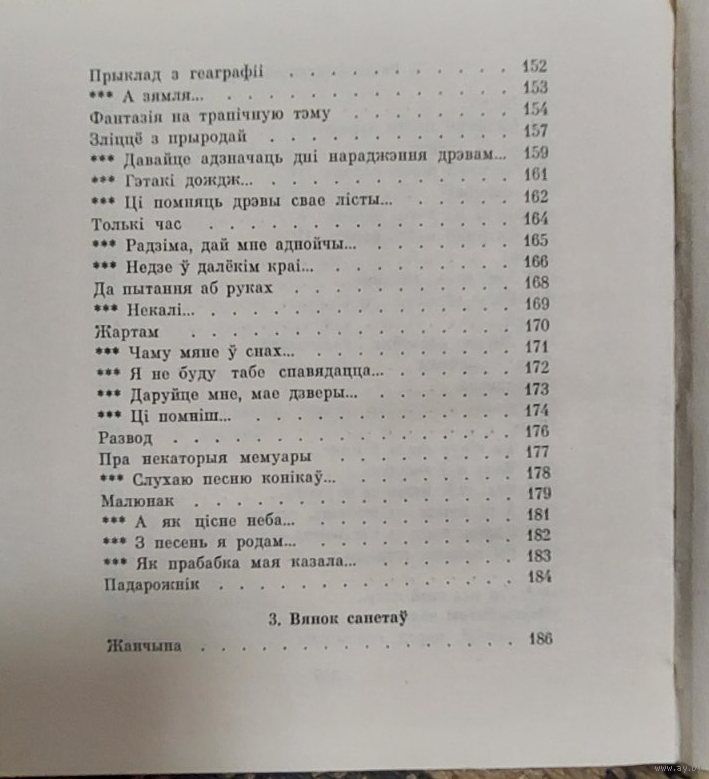 Прыклад з геаграфіі . . . . . . . . . . . 152
*** А зямля... . . . . . . . . . . . . . 153
Фантазія на трапічную тэму . . . . . . . . 154
Зліццё з прыродай . . . . . . . . . . . 157
*** Давайце адзначаць дні нараджэння дрэвам... 159
*** Гэтакі дождж... . . . . . . . . . . . 161
*** Ці помняць дрэвы свае лісты... . . . . . 162
Толькі час . . . . . . . . . . . . . . 164
*** Радзіма, дай мне аднойчы... . . . . . . 165
*** Недзе ў далёкім краі... . . . . . . . . 166
Да пытання аб руках . . . . . . . . . . 168
*** Некалі... . . . . . . . . . . . . . . 169
Жартам . . . . . . . . . . . . . . . 170
*** Чаму мяне ў снах... . . . . . . . . . 171
*** Я не буду табе спавядацца... . . . . . . 172
*** Даруйце мне, мае дзверы... . . . . . . . 173
*** Ці помніш... . . . . . . . . . . . . 174
Развод . . . . . . . . . . . . . . . . 176
Пра некаторыя мемуары . . . . . . . . 177
*** Слухаю песню конікаў... . . . . . . . . 178
Малюнак . . . . . . . . . . . . . . . 179
*** А як цісне неба... . . . . . . . . . . 181
*** З песень я родам... . . . . . . . . . . 182
*** Як прабабка мая казала... . . . . . . . 183
Падарожнік . . . . . . . . . . . . . . 184
3. Вянок санетаў
Жанчына . . . . . . . . . . . . . . . 186
www.ay.by